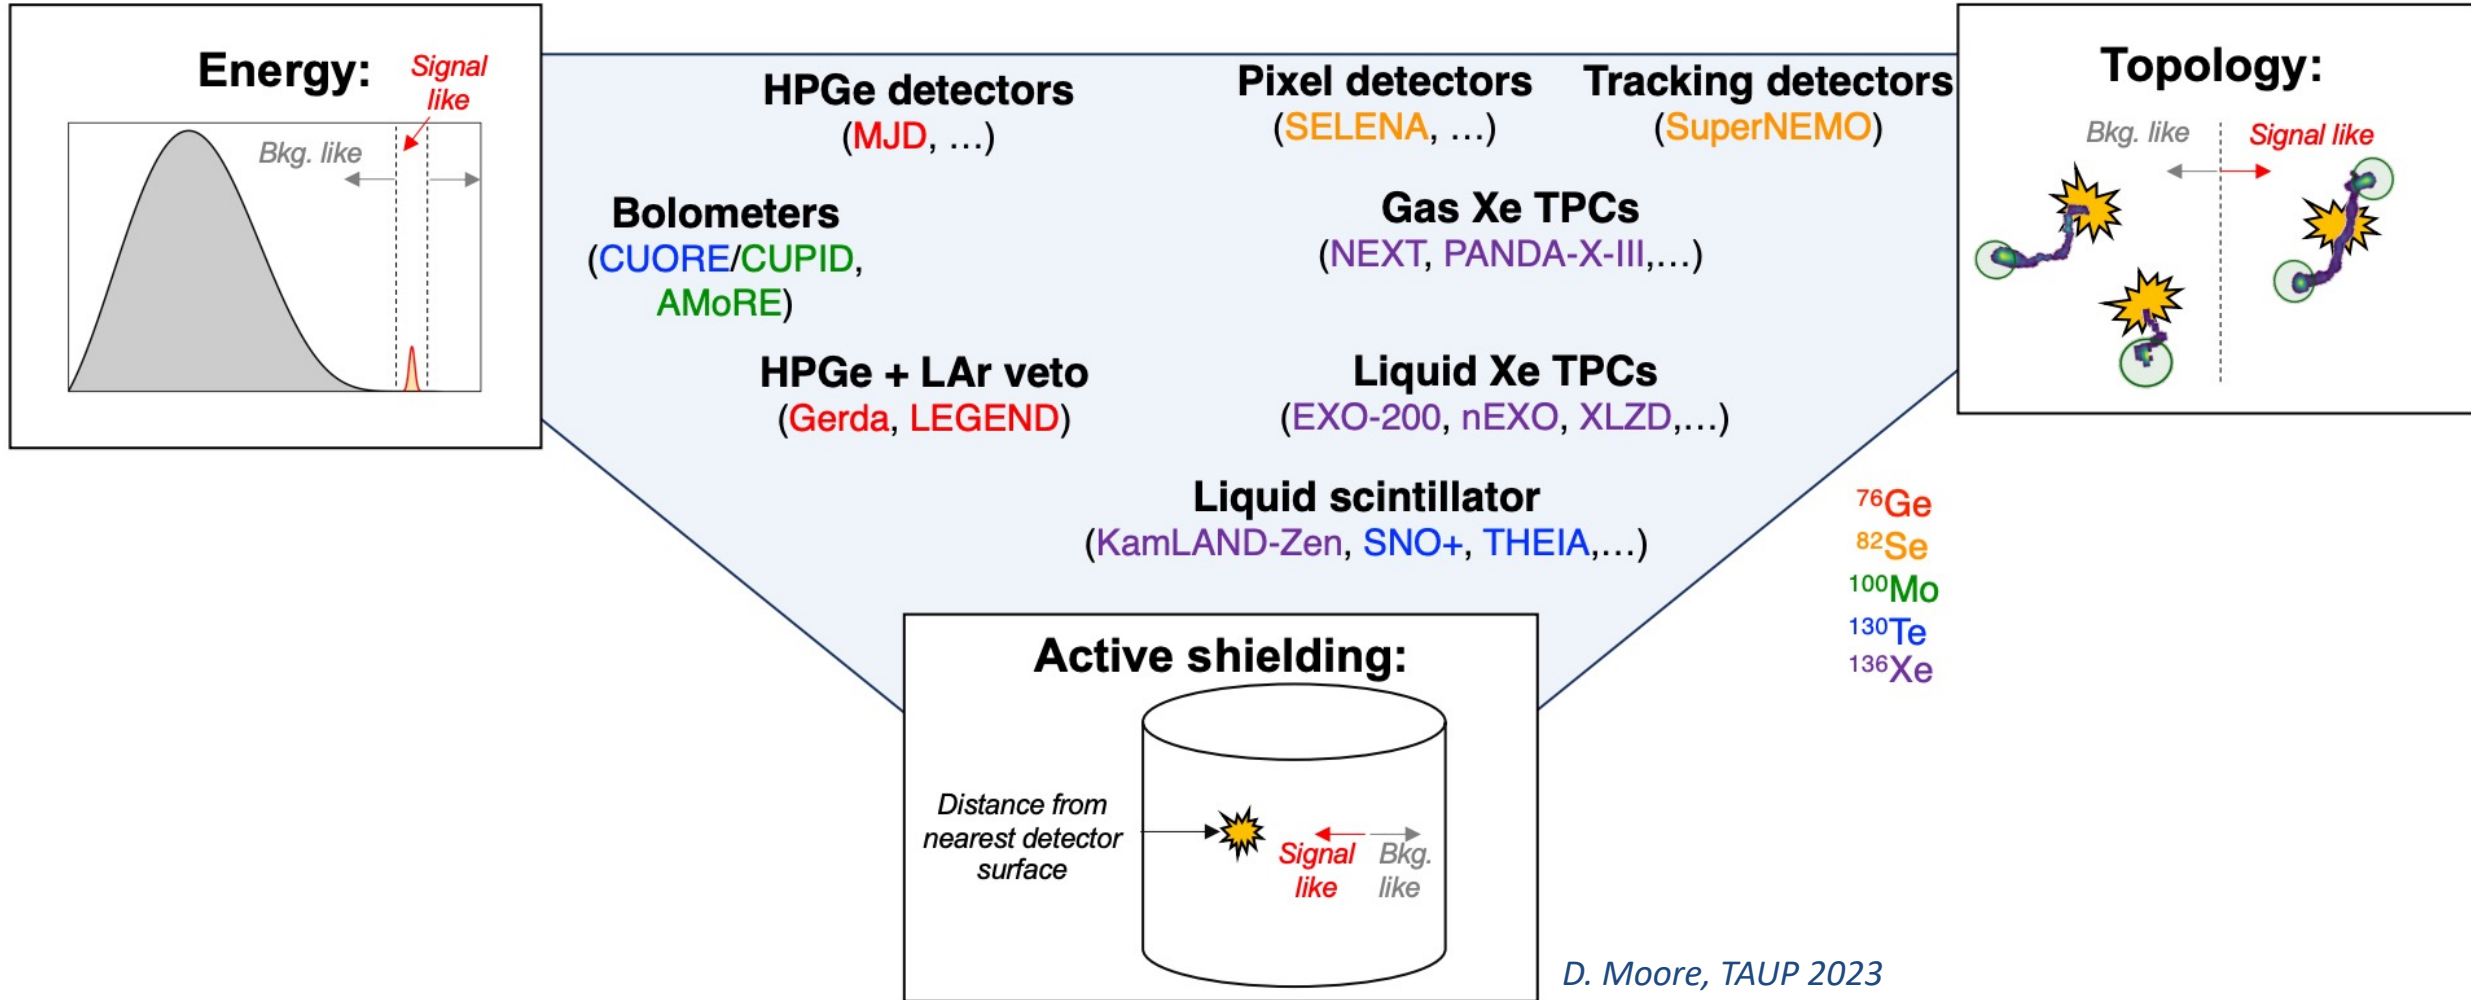 Energy:
Signal
like
Bkg. like
HPGe detectors
(MJD, …)
Pixel detectors
(SELENA, …)
Tracking detectors
(SuperNEMO)
Topology:
Bkg. like
Signal like
Bolometers
(CUORE/CUPID,
AMoRE)
Gas Xe TPCs
(NEXT, PANDA-X-III,…)
HPGe + LAr veto
(Gerda, LEGEND)
Liquid Xe TPCs
(EXO-200, nEXO, XLZD,…)
Liquid scintillator
(KamLAND-Zen, SNO+, THEIA,…)
⁷⁶Ge
⁸²Se
¹⁰⁰Mo
¹³⁰Te
¹³⁶Xe
Active shielding:
Distance from
nearest detector
surface
Signal
like
Bkg.
like
D. Moore, TAUP 2023